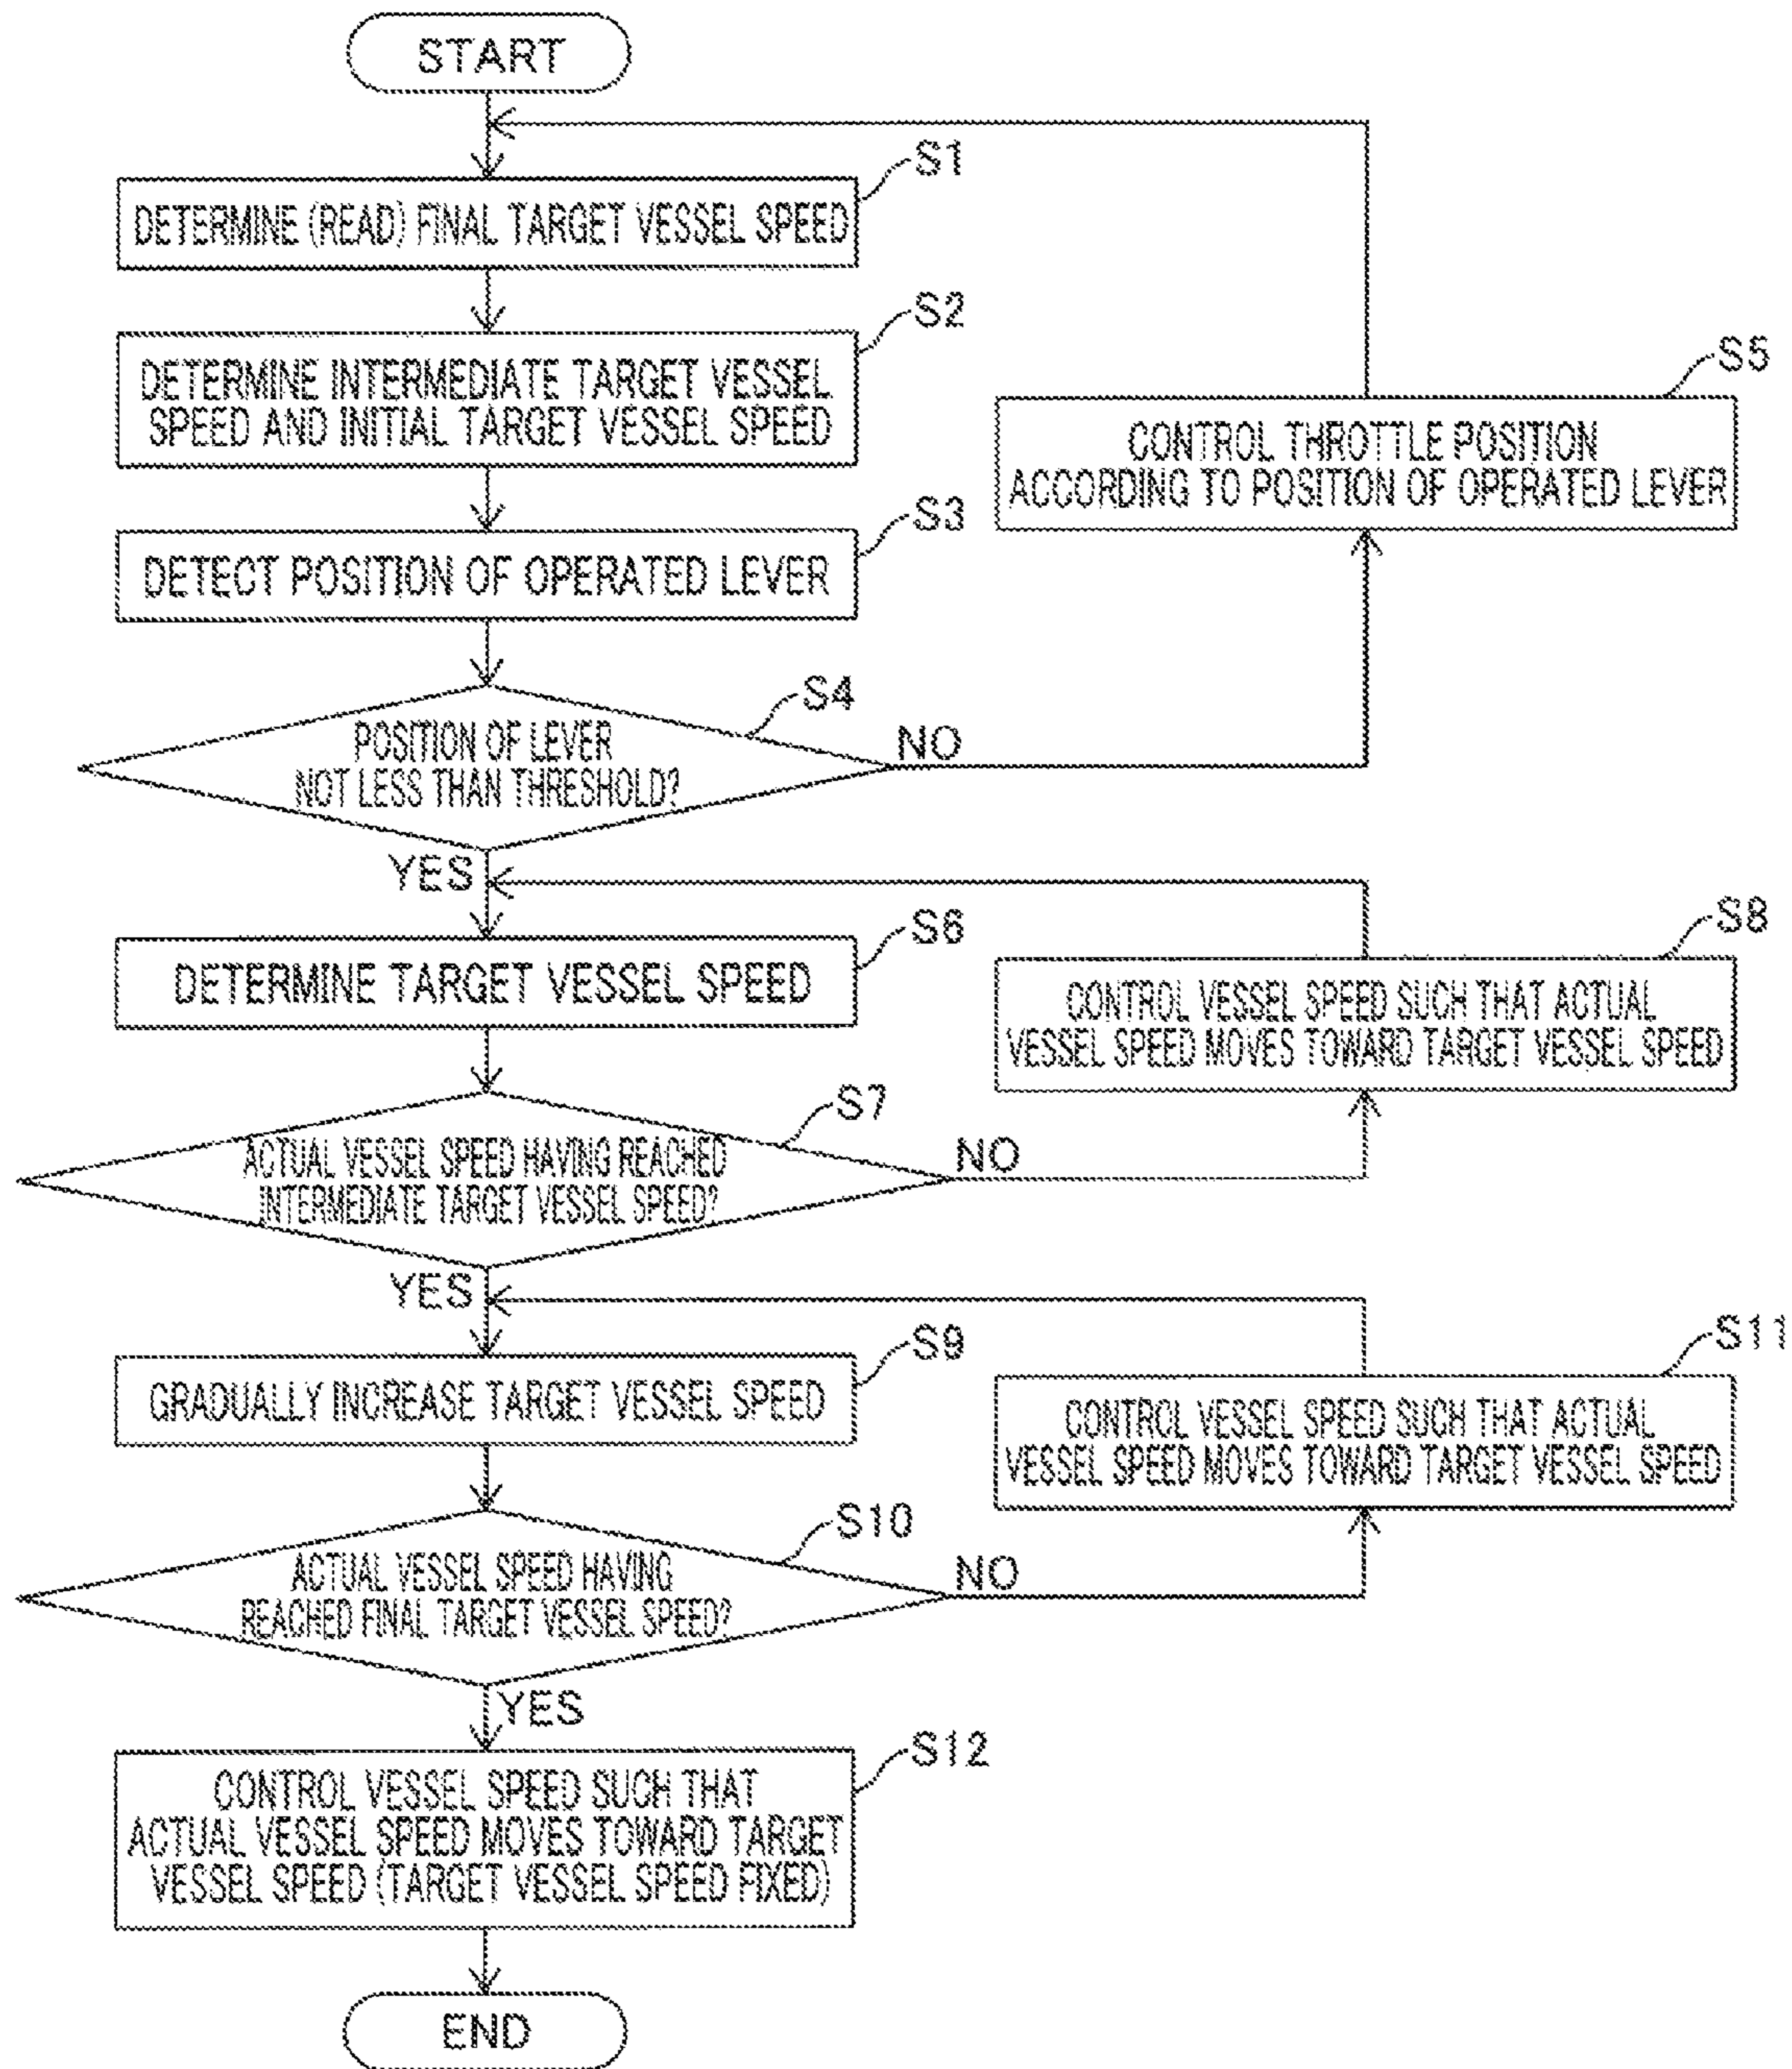 START
S1
DETERMINE (READ) FINAL TARGET VESSEL SPEED
S2
DETERMINE INTERMEDIATE TARGET VESSEL
SPEED AND INITIAL TARGET VESSEL SPEED
S5
CONTROL THROTTLE POSITION
ACCORDING TO POSITION OF OPERATED LEVER
S3
DETECT POSITION OF OPERATED LEVER
S4
POSITION OF LEVER
NOT LESS THAN THRESHOLD?
NO
YES
S6
DETERMINE TARGET VESSEL SPEED
S8
CONTROL VESSEL SPEED SUCH THAT ACTUAL
VESSEL SPEED MOVES TOWARD TARGET VESSEL SPEED
S7
ACTUAL VESSEL SPEED HAVING REACHED
INTERMEDIATE TARGET VESSEL SPEED?
NO
YES
S9
GRADUALLY INCREASE TARGET VESSEL SPEED
S11
CONTROL VESSEL SPEED SUCH THAT ACTUAL
VESSEL SPEED MOVES TOWARD TARGET VESSEL SPEED
S10
ACTUAL VESSEL SPEED HAVING
REACHED FINAL TARGET VESSEL SPEED?
NO
YES
S12
CONTROL VESSEL SPEED SUCH THAT
ACTUAL VESSEL SPEED MOVES TOWARD TARGET
VESSEL SPEED (TARGET VESSEL SPEED FIXED)
END